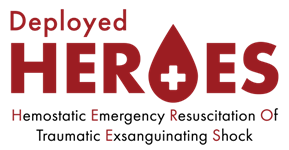 Deployed
HEROES
Hemostatic Emergency Resuscitation Of
Traumatic Exsanguinating Shock